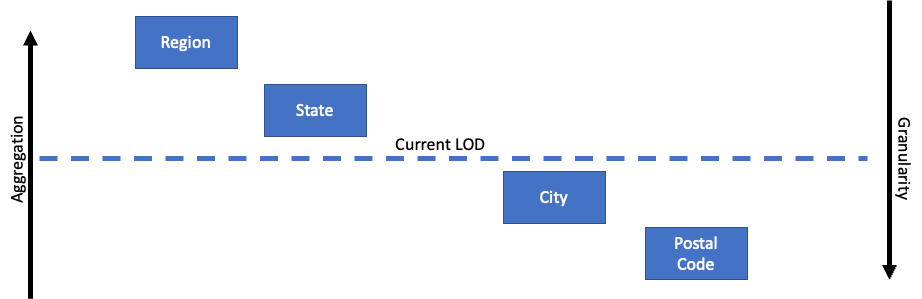 Region
State
Aggregation
Current LOD
Granularity
City
Postal
Code